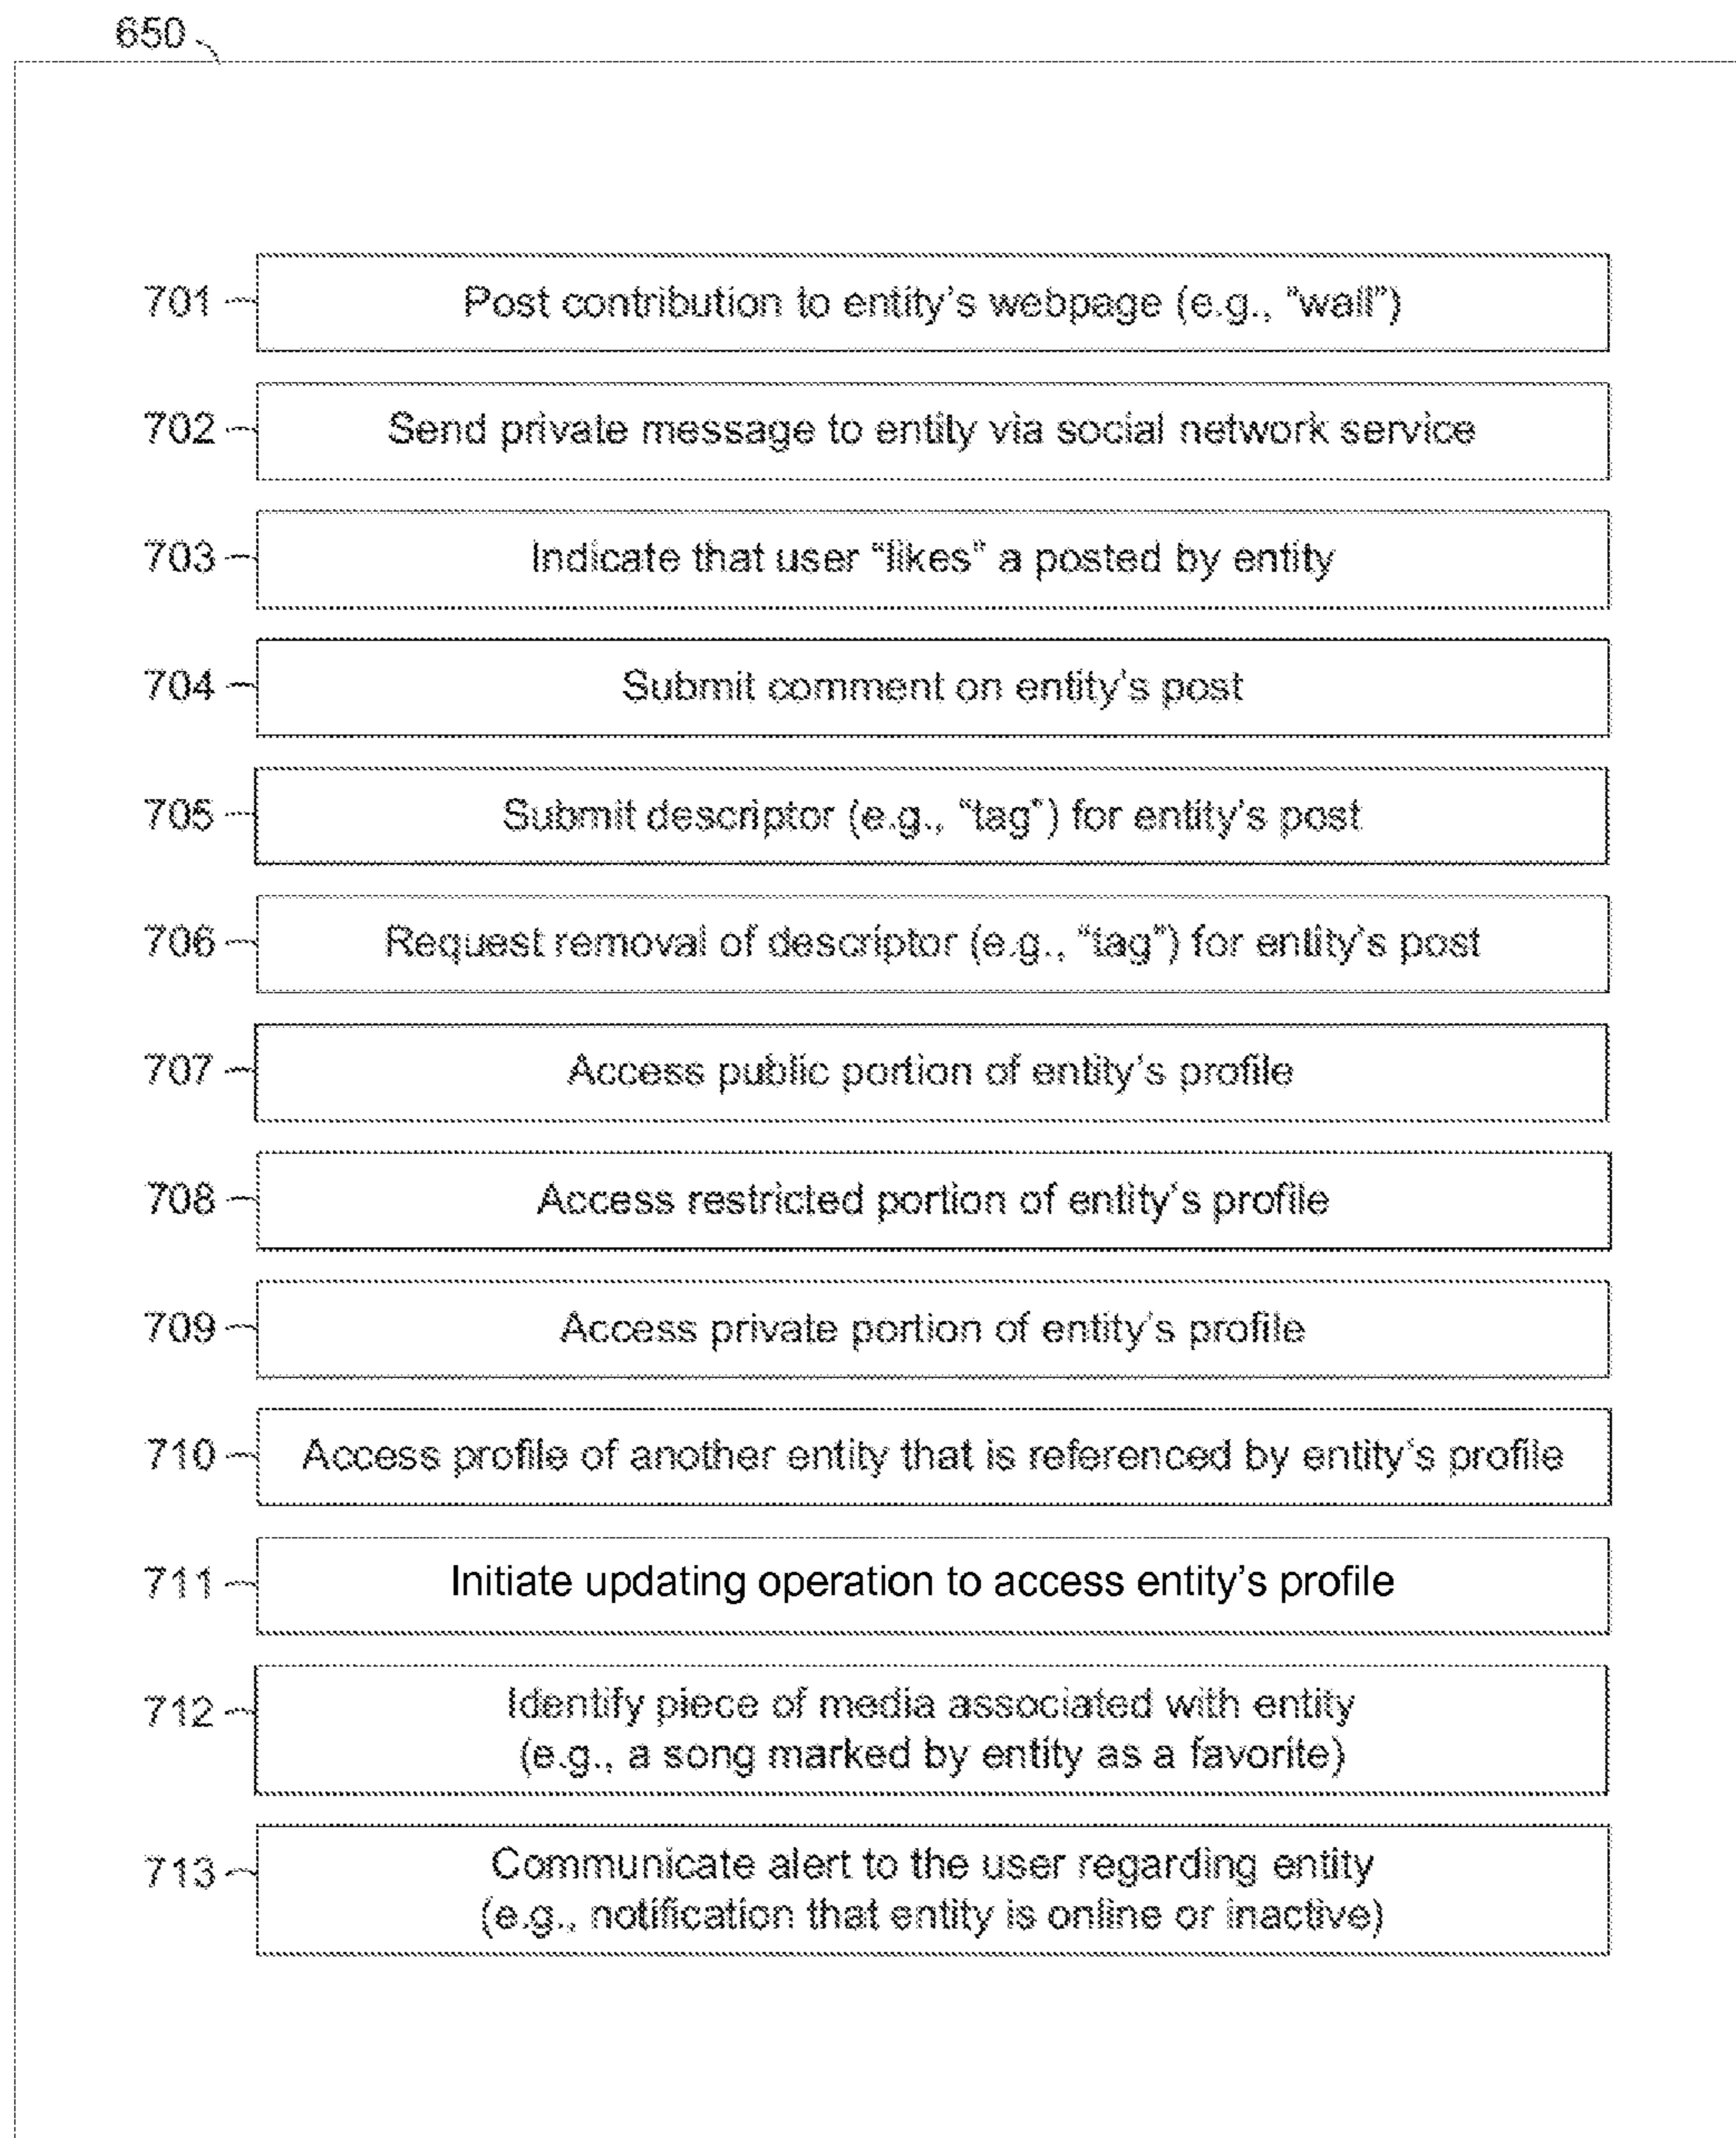 650
701 Post contribution to entity's webpage (e.g., “wall”)
702 Send private message to entity via social network service
703 Indicate that user “likes” a posted by entity
704 Submit comment on entity's post
705 Submit descriptor (e.g., “tag”) for entity's post
706 Request removal of descriptor (e.g., “tag”) for entity's post
707 Access public portion of entity's profile
708 Access restricted portion of entity's profile
709 Access private portion of entity's profile
710 Access profile of another entity that is referenced by entity's profile
711 Initiate updating operation to access entity's profile
712 Identify piece of media associated with entity
(e.g., a song marked by entity as a favorite)
713 Communicate alert to the user regarding entity
(e.g., notification that entity is online or inactive)